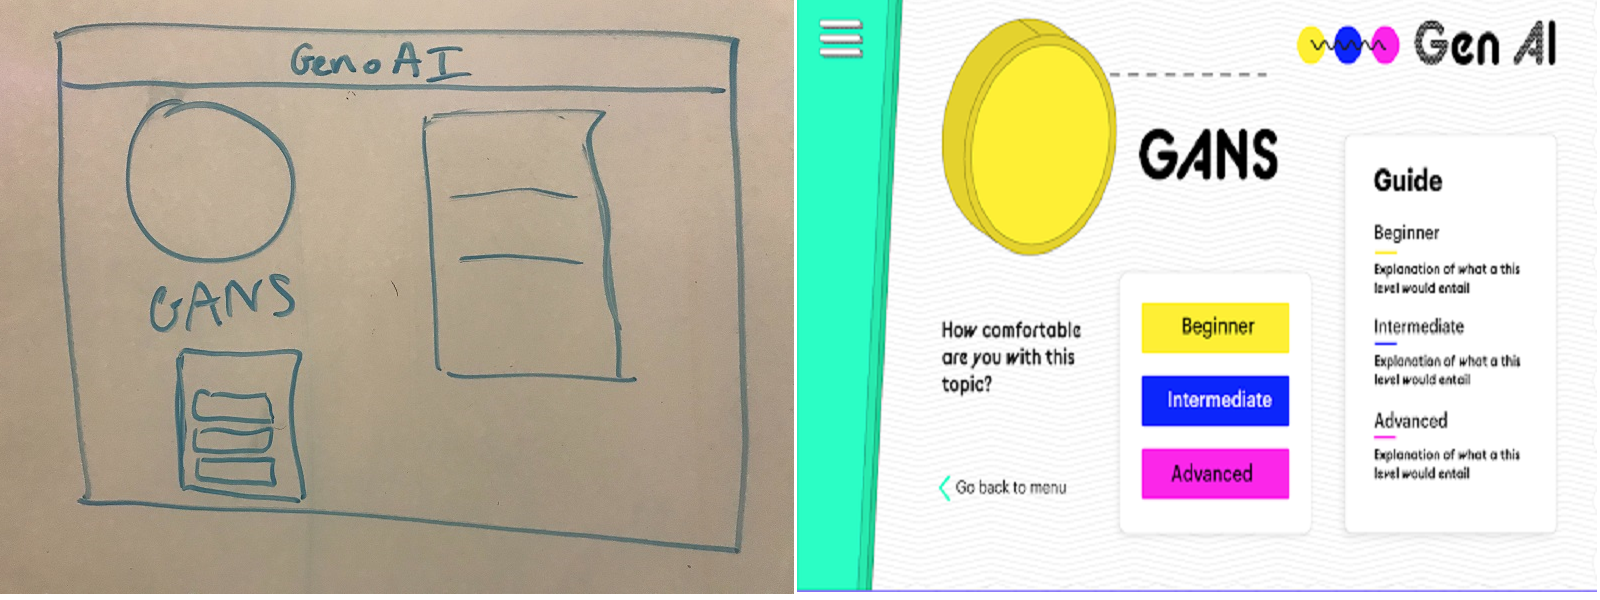 Gen AI
GANS
Gen AI
GANS
How comfortable
are you with this
topic?
Go back to menu
Beginner
Intermediate
Advanced
Guide
Beginner
Explanation of what a this
level would entail
Intermediate
Explanation of what a this
level would entail
Advanced
Explanation of what a this
level would entail